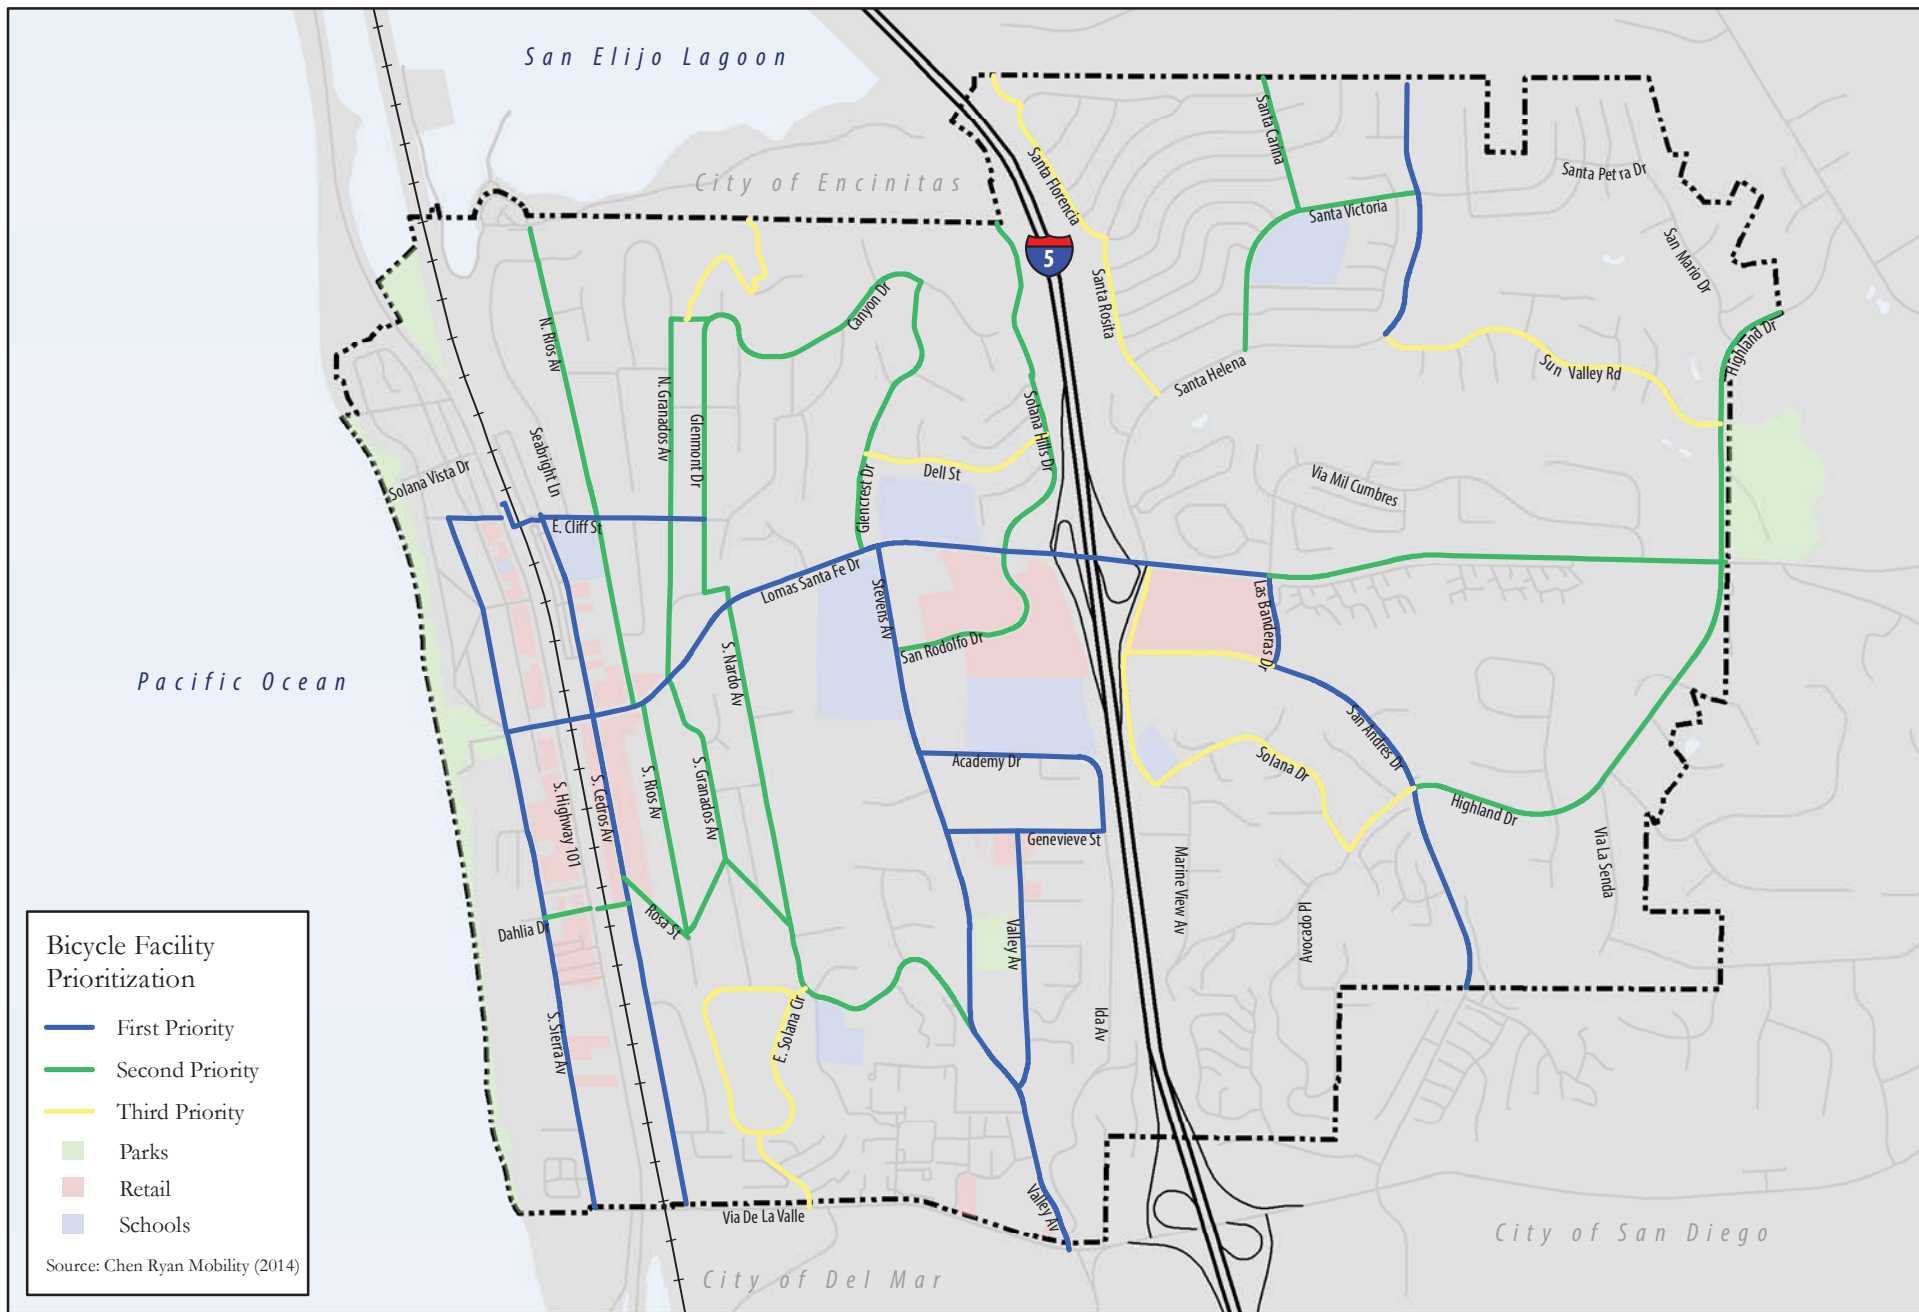 San Elijo Lagoon
City of Encinitas
Santa Florencia
Santa Carina
Santa Victoria
Santa Petra Dr
San Mario Dr
5
Santa Rosita
Santa Helena
Sun Valley Rd
Highland Dr
N. Rios Av
Canyon Dr
N. Granados Av
Glenmont Dr
Solana Hills Dr
Seabright Ln
Solana Vista Dr
Dell St
Glencrest Dr
Via Mil Cumbres
E. Cliff St
Lomas Santa Fe Dr
Stevens Av
Las Banderas Dr
San Rodolfo Dr
Pacific Ocean
S. Nardo Av
San Andres Dr
Solana Dr
Academy Dr
S. Highway 101
S. Cedros Av
S. Rios Av
S. Granados Av
Highland Dr
Genevieve St
Via La Senda
Marine View Av
Avocedo Pl
Dahlia Dr
Rosa St
Valley Av
Ida Av
E. Solana Cir
S. Sierra Av
Via De La Valle
Valley Av
City of San Diego
City of Del Mar
Bicycle Facility
Prioritization
First Priority
Second Priority
Third Priority
Parks
Retail
Schools
Source: Chen Ryan Mobility (2014)